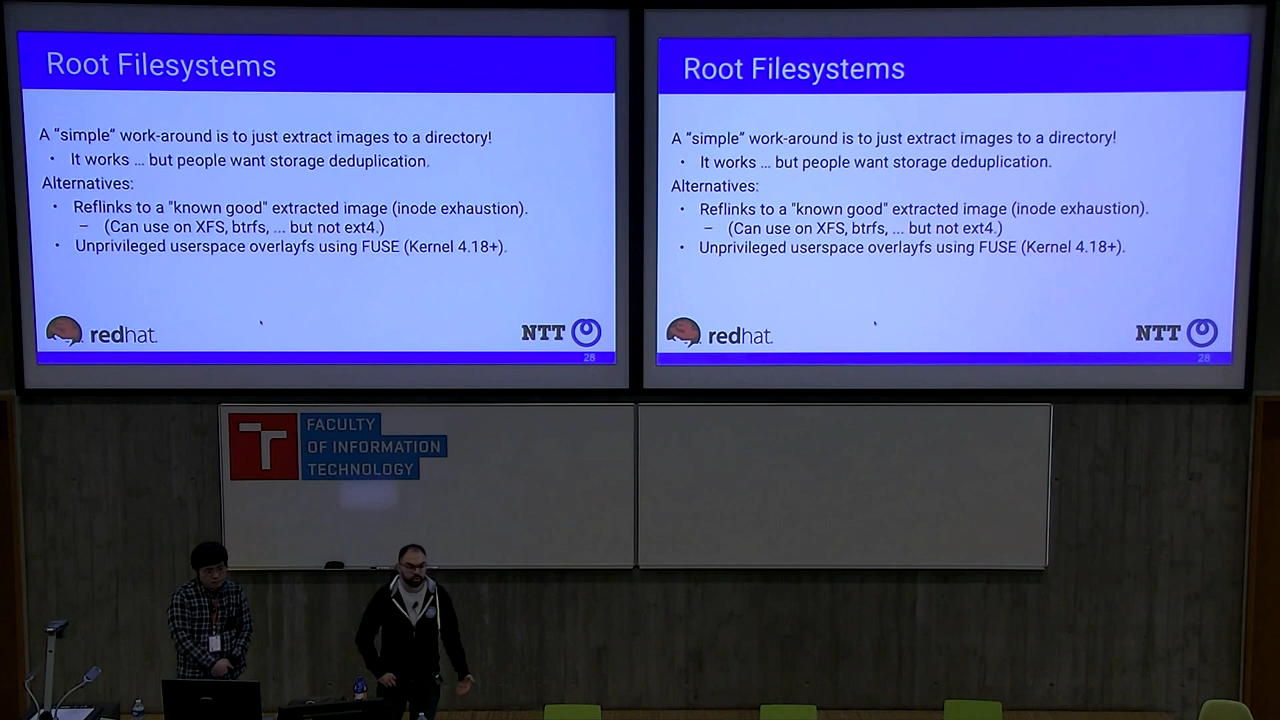 Root Filesystems
A “simple” work-around is to just extract images to a directory!
• It works ... but people want storage deduplication.
Alternatives:
• Reflinks to a "known good" extracted image (inode exhaustion).
– (Can use on XFS, btrfs, ... but not ext4.)
• Unprivileged userspace overlayfs using FUSE (Kernel 4.18+).
redhat.
NTT
28
Root Filesystems
A “simple” work-around is to just extract images to a directory!
• It works ... but people want storage deduplication.
Alternatives:
• Reflinks to a "known good" extracted image (inode exhaustion).
– (Can use on XFS, btrfs, ... but not ext4.)
• Unprivileged userspace overlayfs using FUSE (Kernel 4.18+).
redhat.
NTT
28
T
FACULTY
OF INFORMATION
TECHNOLOGY